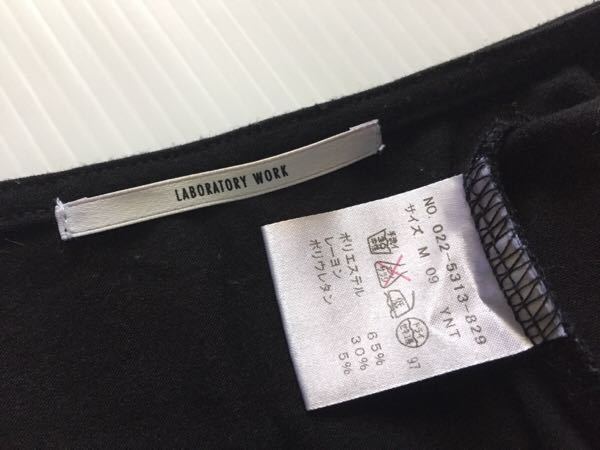 LABORATORY WORK
NO. 022-5313-829
サイズ M 09 YNT
97
ポリエステル 65%
レーヨン 30%
ポリウレタン 5%